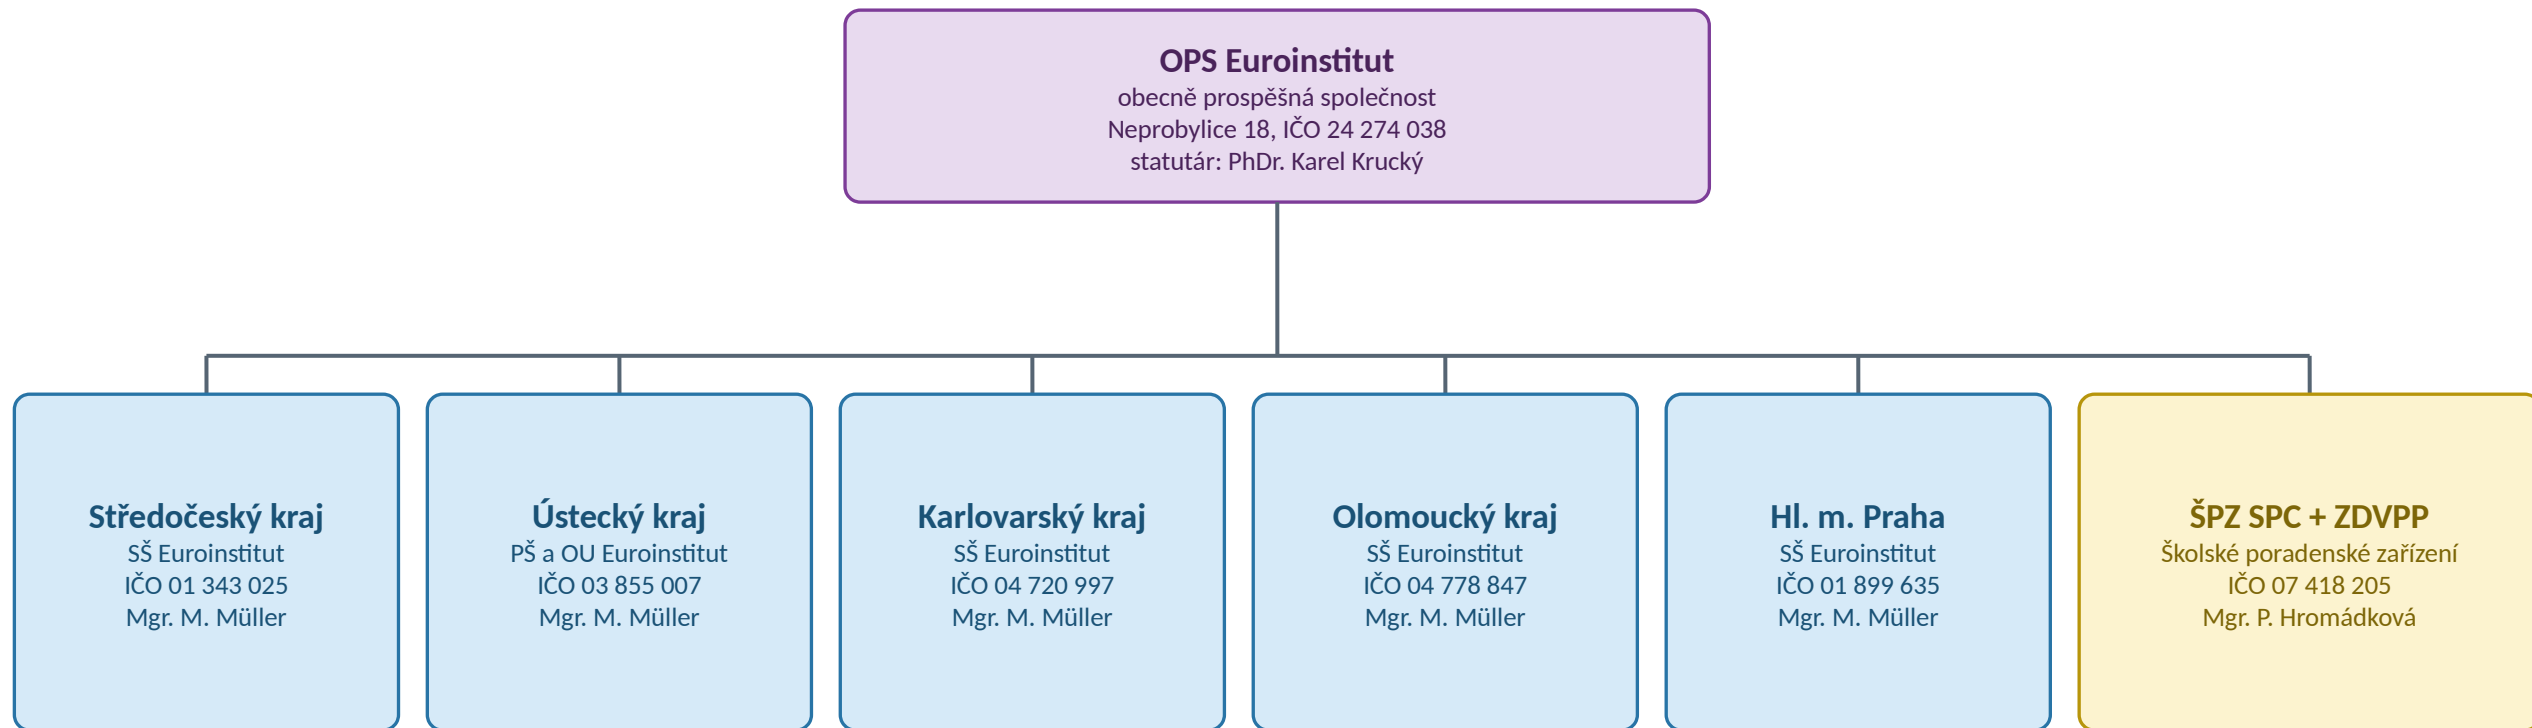 OPS Euroinstitut
obecně prospěšná společnost
Neprobylice 18, IČO 24 274 038
statutár: PhDr. Karel Krucký
Středočeský kraj
SŠ Euroinstitut
IČO 01 343 025
Mgr. M. Müller
Ústecký kraj
PŠ a OU Euroinstitut
IČO 03 855 007
Mgr. M. Müller
Karlovarský kraj
SŠ Euroinstitut
IČO 04 720 997
Mgr. M. Müller
Olomoucký kraj
SŠ Euroinstitut
IČO 04 778 847
Mgr. M. Müller
Hl. m. Praha
SŠ Euroinstitut
IČO 01 899 635
Mgr. M. Müller
ŠPZ SPC + ZDVPP
Školské poradenské zařízení
IČO 07 418 205
Mgr. P. Hromádková